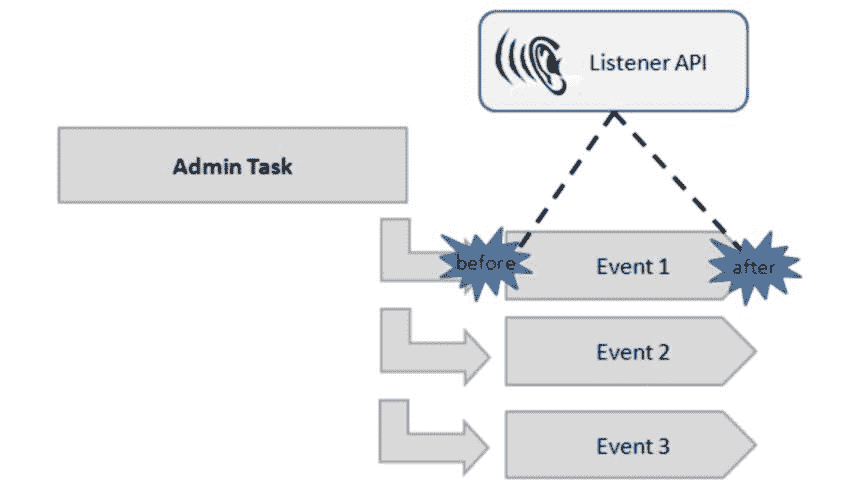 Listener API
Admin Task
before
Event 1
after
Event 2
Event 3